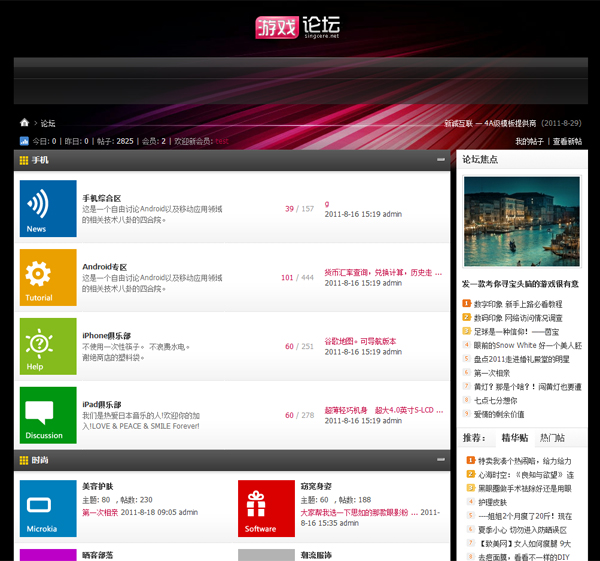 游戏论坛
singcere.net
论坛
新诚互联 — 4A级模板提供商 (2011-8-29)
今日: 0 | 昨日: 0 | 帖子: 2825 | 会员: 2 | 欢迎新会员: test
我的帖子 | 查看新帖
手机
News
手机综合区
这是一个自由讨论Android以及移动应用领域
的相关技术八卦的四合院。
39 / 157
g
2011-8-16 15:19 admin
Tutorial
Android专区
这是一个自由讨论Android以及移动应用领域
的相关技术八卦的四合院。
101 / 444
货币汇率查询，兑换计算，历史走 ...
2011-8-16 15:19 admin
Help
iPhone俱乐部
不使用一次性筷子。 不浪费水电。
谢绝商店的塑料袋。
60 / 251
谷歌地图，可导航版本
2011-8-16 15:19 admin
Discussion
iPad俱乐部
我们是热爱日本音乐的人!欢迎你的加
入!LOVE & PEACE & SMILE Forever!
60 / 278
超薄轻巧机身 超大4.0英寸S-LCD ...
2011-8-16 15:19 admin
时尚
Microkia
美容护肤
主题: 80 , 帖数: 230
第一次相亲 2011-8-18 09:05 admin
Software
窈窕身姿
主题: 60 , 帖数: 188
大家帮我选一下思加的那款眼影粉 ... 2011-
8-16 15:35 admin
晒客部落
潮流服饰
论坛焦点
发一款考你寻宝头脑的游戏很有意
1 数字印象 新手上路必看教程
2 数码印象 网络访问情况调查
3 足球是一种信仰！——茵宝
4 眼前的Snow White 好一个美人胚
5 盘点2011走进婚礼殿堂的明星
6 第一次相亲
7 黄灯？那是个啥?！闯黄灯也要遭
8 七点七分想你
9 爱情的剩余价值
推荐：
精华贴
热门帖
1 特卖我凑个热闹哈，给力给力
2 心海时空：《良知与欲望》 连
3 黑眼圈做手术祛除好还是用眼
4 护理皮肤
5 ----姐姐2个月瘦了20斤！现在
6 夏季小心 切勿进入防晒误区
7 【致美网】女人如何度腿 9大
8 去痘面膜，看看不一样的DIY